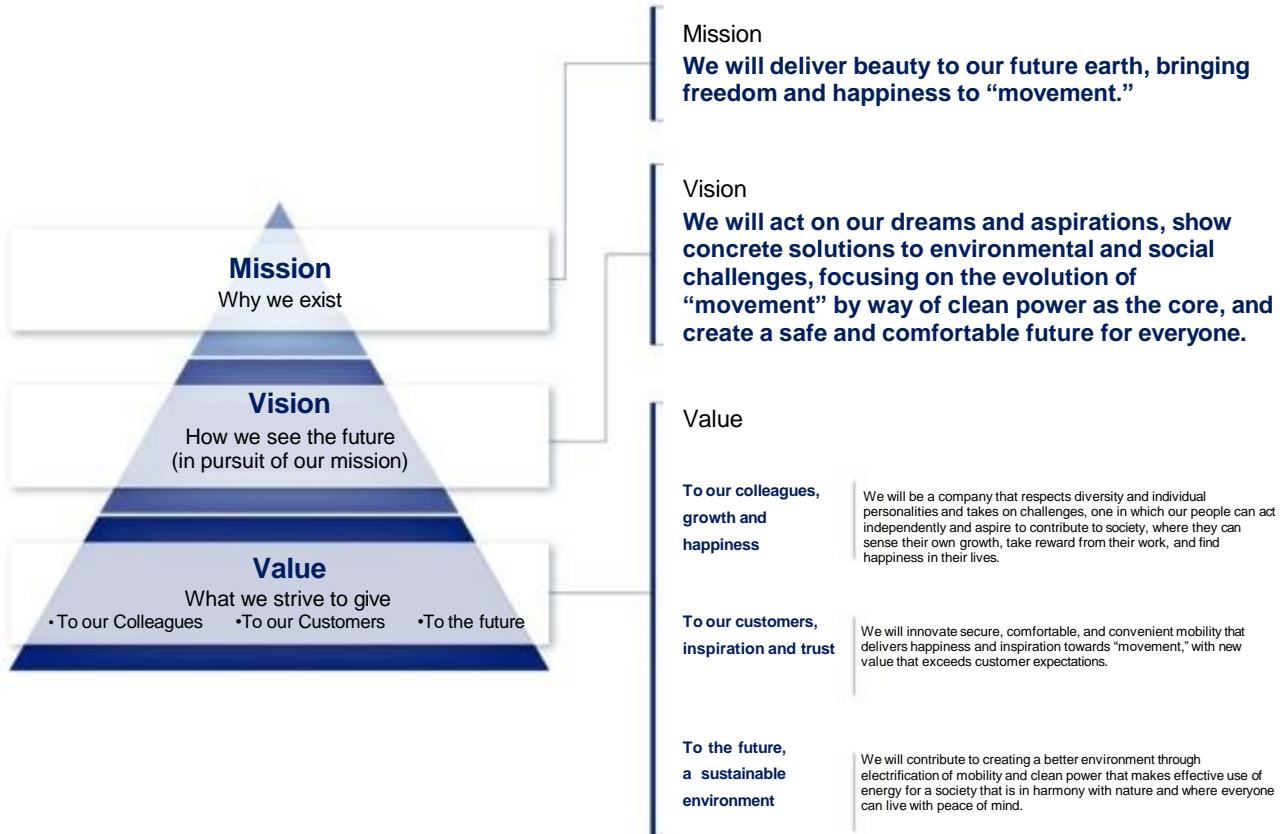 Mission
We will deliver beauty to our future earth, bringing
freedom and happiness to “movement.”
Vision
We will act on our dreams and aspirations, show
concrete solutions to environmental and social
challenges, focusing on the evolution of
“movement” by way of clean power as the core, and
create a safe and comfortable future for everyone.
Mission
Why we exist
Vision
How we see the future
(in pursuit of our mission)
Value
What we strive to give
• To our Colleagues •To our Customers •To the future
Value
To our colleagues,
growth and
happiness
We will be a company that respects diversity and individual
personalities and takes on challenges, one in which our people can act
independently and aspire to contribute to society, where they can
sense their own growth, take reward from their work, and find
happiness in their lives.
To our customers,
inspiration and trust
We will innovate secure, comfortable, and convenient mobility that
delivers happiness and inspiration towards “movement,” with new
value that exceeds customer expectations.
To the future,
a sustainable
environment
We will contribute to creating a better environment through
electrification of mobility and clean power that makes effective use of
energy for a society that is in harmony with nature and where everyone
can live with peace of mind.